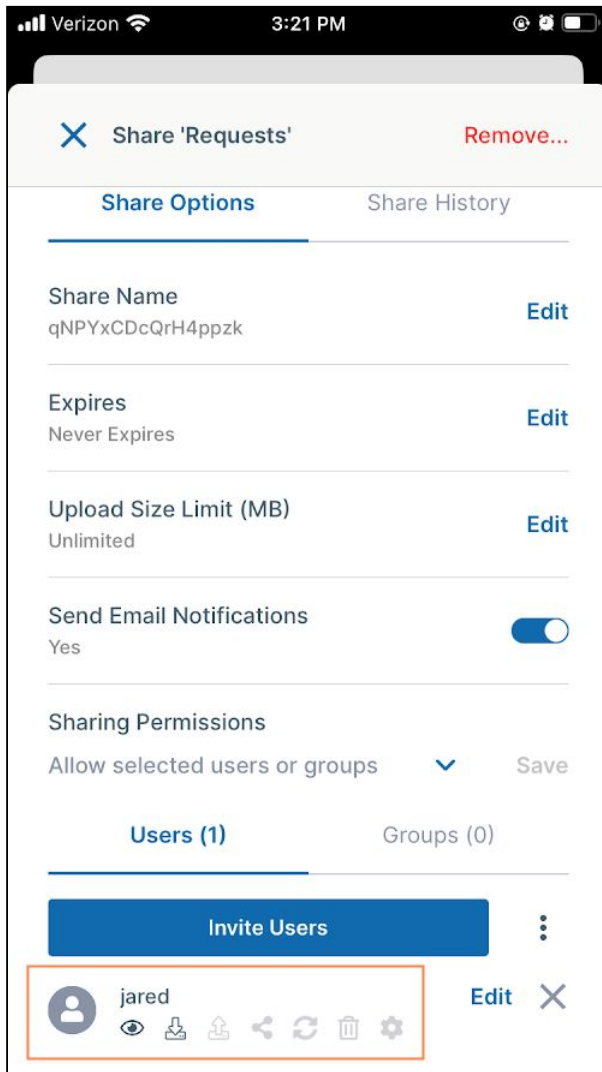 Verizon 3:21 PM
Share 'Requests' Remove...
Share Options Share History
Share Name
qNPYxCDcQrH4ppzk
Edit
Expires
Never Expires
Edit
Upload Size Limit (MB)
Unlimited
Edit
Send Email Notifications
Yes
Sharing Permissions
Allow selected users or groups Save
Users (1) Groups (0)
Invite Users
jared
Edit